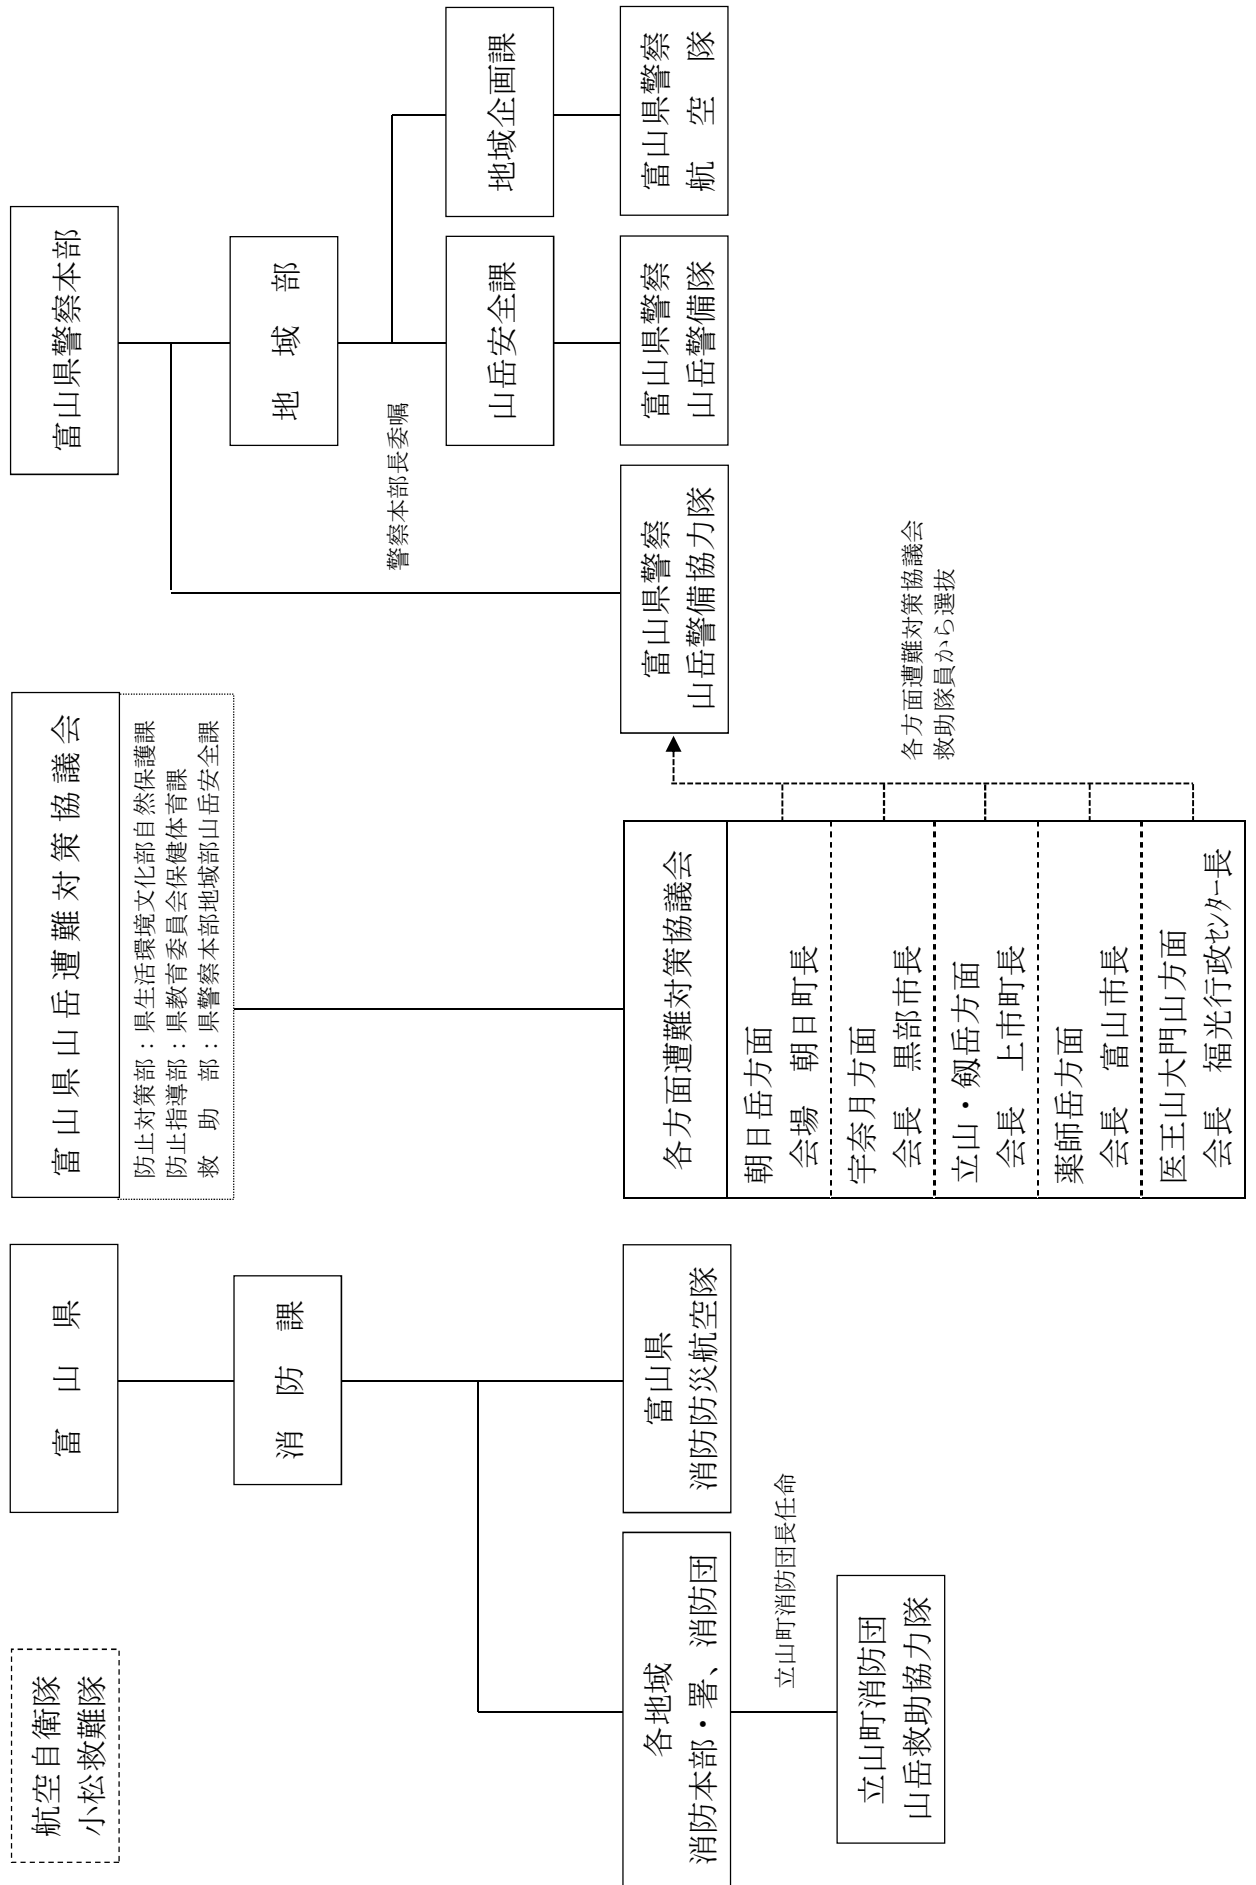 航空自衛隊
小松救難隊
富　山　県
消　防　課
各地域
消防本部・署、消防団
富山県
消防防災航空隊
立山町消防団長任命
立山町消防団
山岳救助協力隊
富山県山岳遭難対策協議会
防止対策部：県生活環境文化部自然保護課
防止指導部：県教育委員会保健体育課
救　助　部：県警察本部地域部山岳安全課
各方面遭難対策協議会
朝日岳方面
会場　朝日町長
宇奈月方面
会長　黒部市長
立山・剱岳方面
会長　上市町長
薬師岳方面
会長　富山市長
医王山大門山方面
会長　福光行政センター長
各方面遭難対策協議会
救助隊員から選抜
富山県警察本部
地　域　部
警察本部長委嘱
山岳安全課
地域企画課
富山県警察
山岳警備協力隊
富山県警察
山岳警備隊
富山県警察
航　空　隊